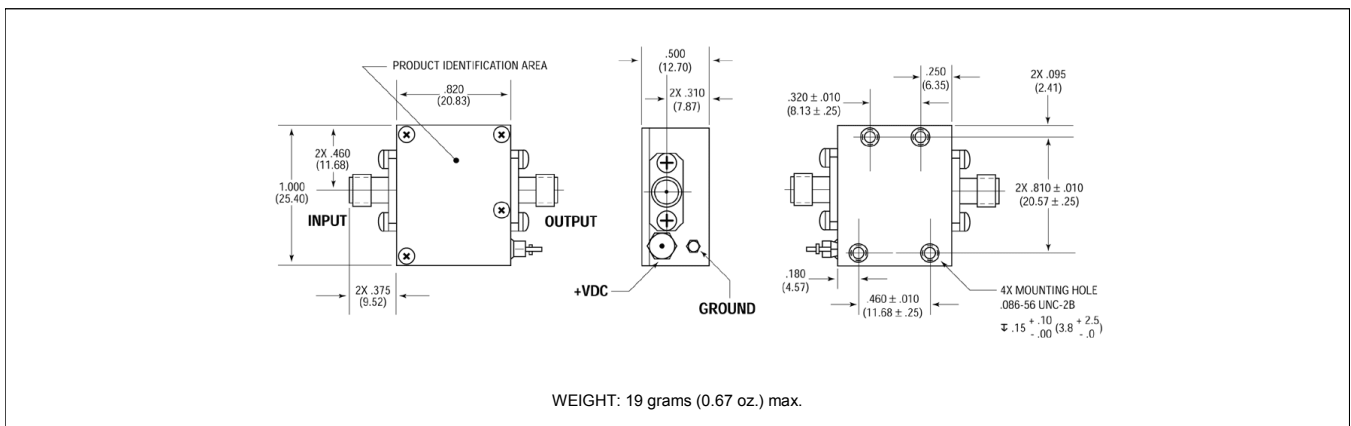 PRODUCT IDENTIFICATION AREA
.820
(20.83)
2X .460
(11.68)
1.000
(25.40)
INPUT
OUTPUT
2X .375
(9.52)
.500
(12.70)
2X .310
(7.87)
+VDC
GROUND
.250
(6.35)
2X .095
(2.41)
.320 ± .010
(8.13 ± .25)
2X .810 ± .010
(20.57 ± .25)
.180
(4.57)
.460 ± .010
(11.68 ± .25)
4X MOUNTING HOLE
.086-56 UNC-2B
↧ .15 + .10 - .00 (3.8 + 2.5 - .0)
WEIGHT: 19 grams (0.67 oz.) max.